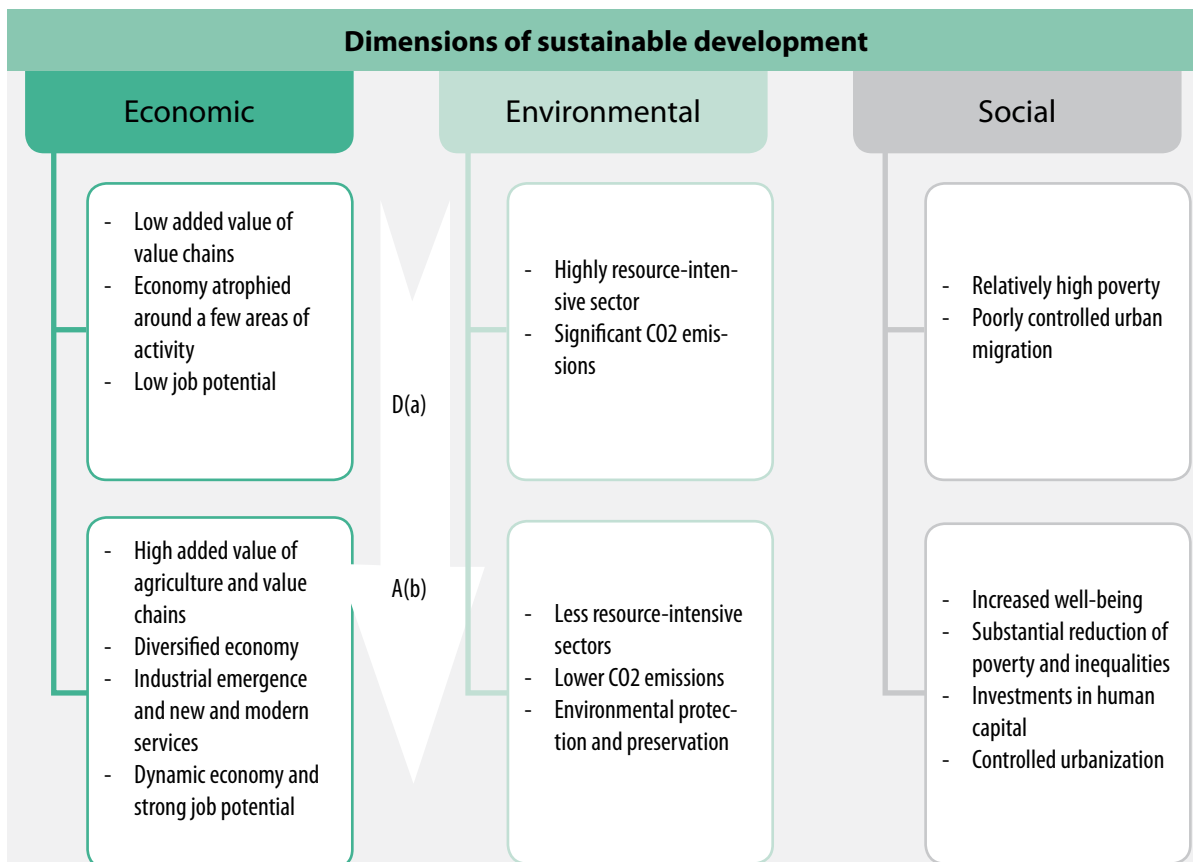 Dimensions of sustainable development
Economic
Environmental
Social
- Low added value of
value chains
- Economy atrophied
around a few areas of
activity
- Low job potential
D(a)
- Highly resource-inten-
sive sector
- Significant CO2 emis-
sions
- Relatively high poverty
- Poorly controlled urban
migration
- High added value of
agriculture and value
chains
- Diversified economy
- Industrial emergence
and new and modern
services
- Dynamic economy and
strong job potential
A(b)
- Less resource-intensive
sectors
- Lower CO2 emissions
- Environmental protec-
tion and preservation
- Increased well-being
- Substantial reduction of
poverty and inequalities
- Investments in human
capital
- Controlled urbanization